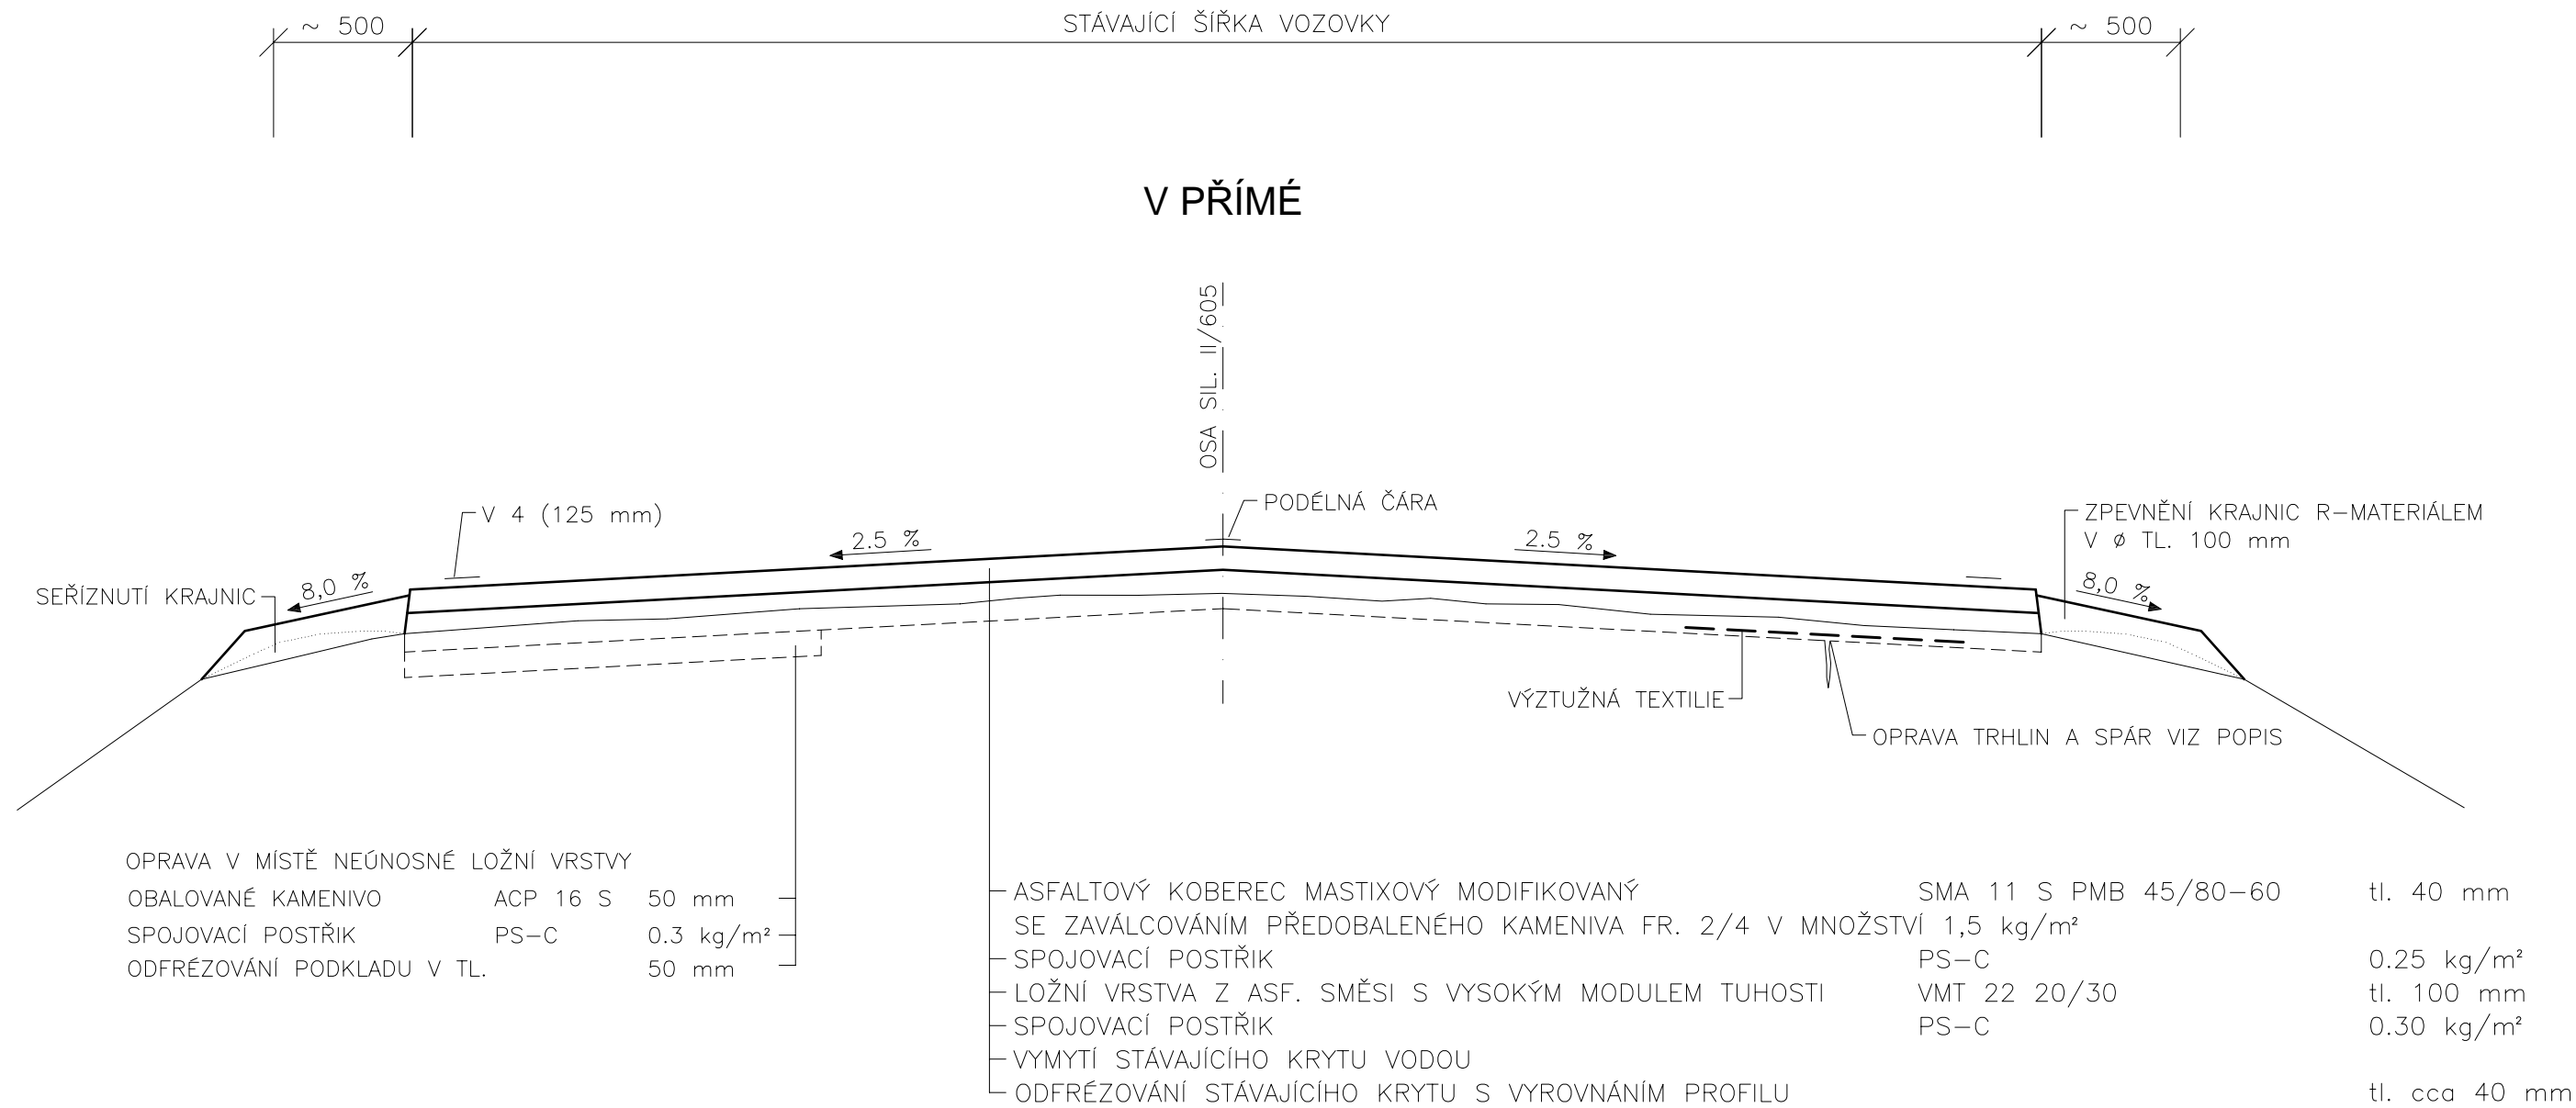 ~ 500
STÁVAJÍCÍ ŠÍŘKA VOZOVKY
~ 500
V PŘÍMÉ
OSA SIL. II/605
V 4 (125 mm)
PODÉLNÁ ČÁRA
ZPEVNĚNÍ KRAJNIC R-MATERIÁLEM
V ø TL. 100 mm
2.5 %
2.5 %
SEŘÍZNUTÍ KRAJNIC
8,0 %
8,0 %
VÝZTUŽNÁ TEXTILIE
OPRAVA TRHLIN A SPÁR VIZ POPIS
OPRAVA V MÍSTĚ NEÚNOSNÉ LOŽNÍ VRSTVY
OBALOVANÉ KAMENIVO ACP 16 S 50 mm
SPOJOVACÍ POSTŘIK PS-C 0.3 kg/m²
ODFRÉZOVÁNÍ PODKLADU V TL. 50 mm
ASFALTOVÝ KOBEREC MASTIXOVÝ MODIFIKOVANÝ SMA 11 S PMB 45/80-60 tl. 40 mm
SE ZAVÁLCOVÁNÍM PŘEDOBALENÉHO KAMENIVA FR. 2/4 V MNOŽSTVÍ 1,5 kg/m²
SPOJOVACÍ POSTŘIK PS-C 0.25 kg/m²
LOŽNÍ VRSTVA Z ASF. SMĚSI S VYSOKÝM MODULEM TUHOSTI VMT 22 20/30 tl. 100 mm
SPOJOVACÍ POSTŘIK PS-C 0.30 kg/m²
VYMYTÍ STÁVAJÍCÍHO KRYTU VODOU
ODFRÉZOVÁNÍ STÁVAJÍCÍHO KRYTU S VYROVNÁNÍM PROFILU tl. cca 40 mm